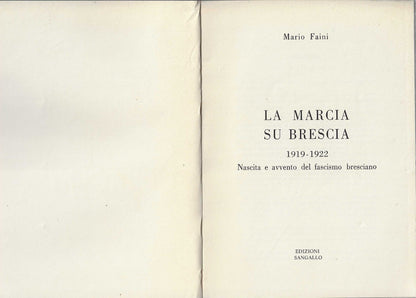 Mario Faini
LA MARCIA
SU BRESCIA
1919-1922
Nascita e avvento del fascismo bresciano
EDIZIONI
SANGALLO